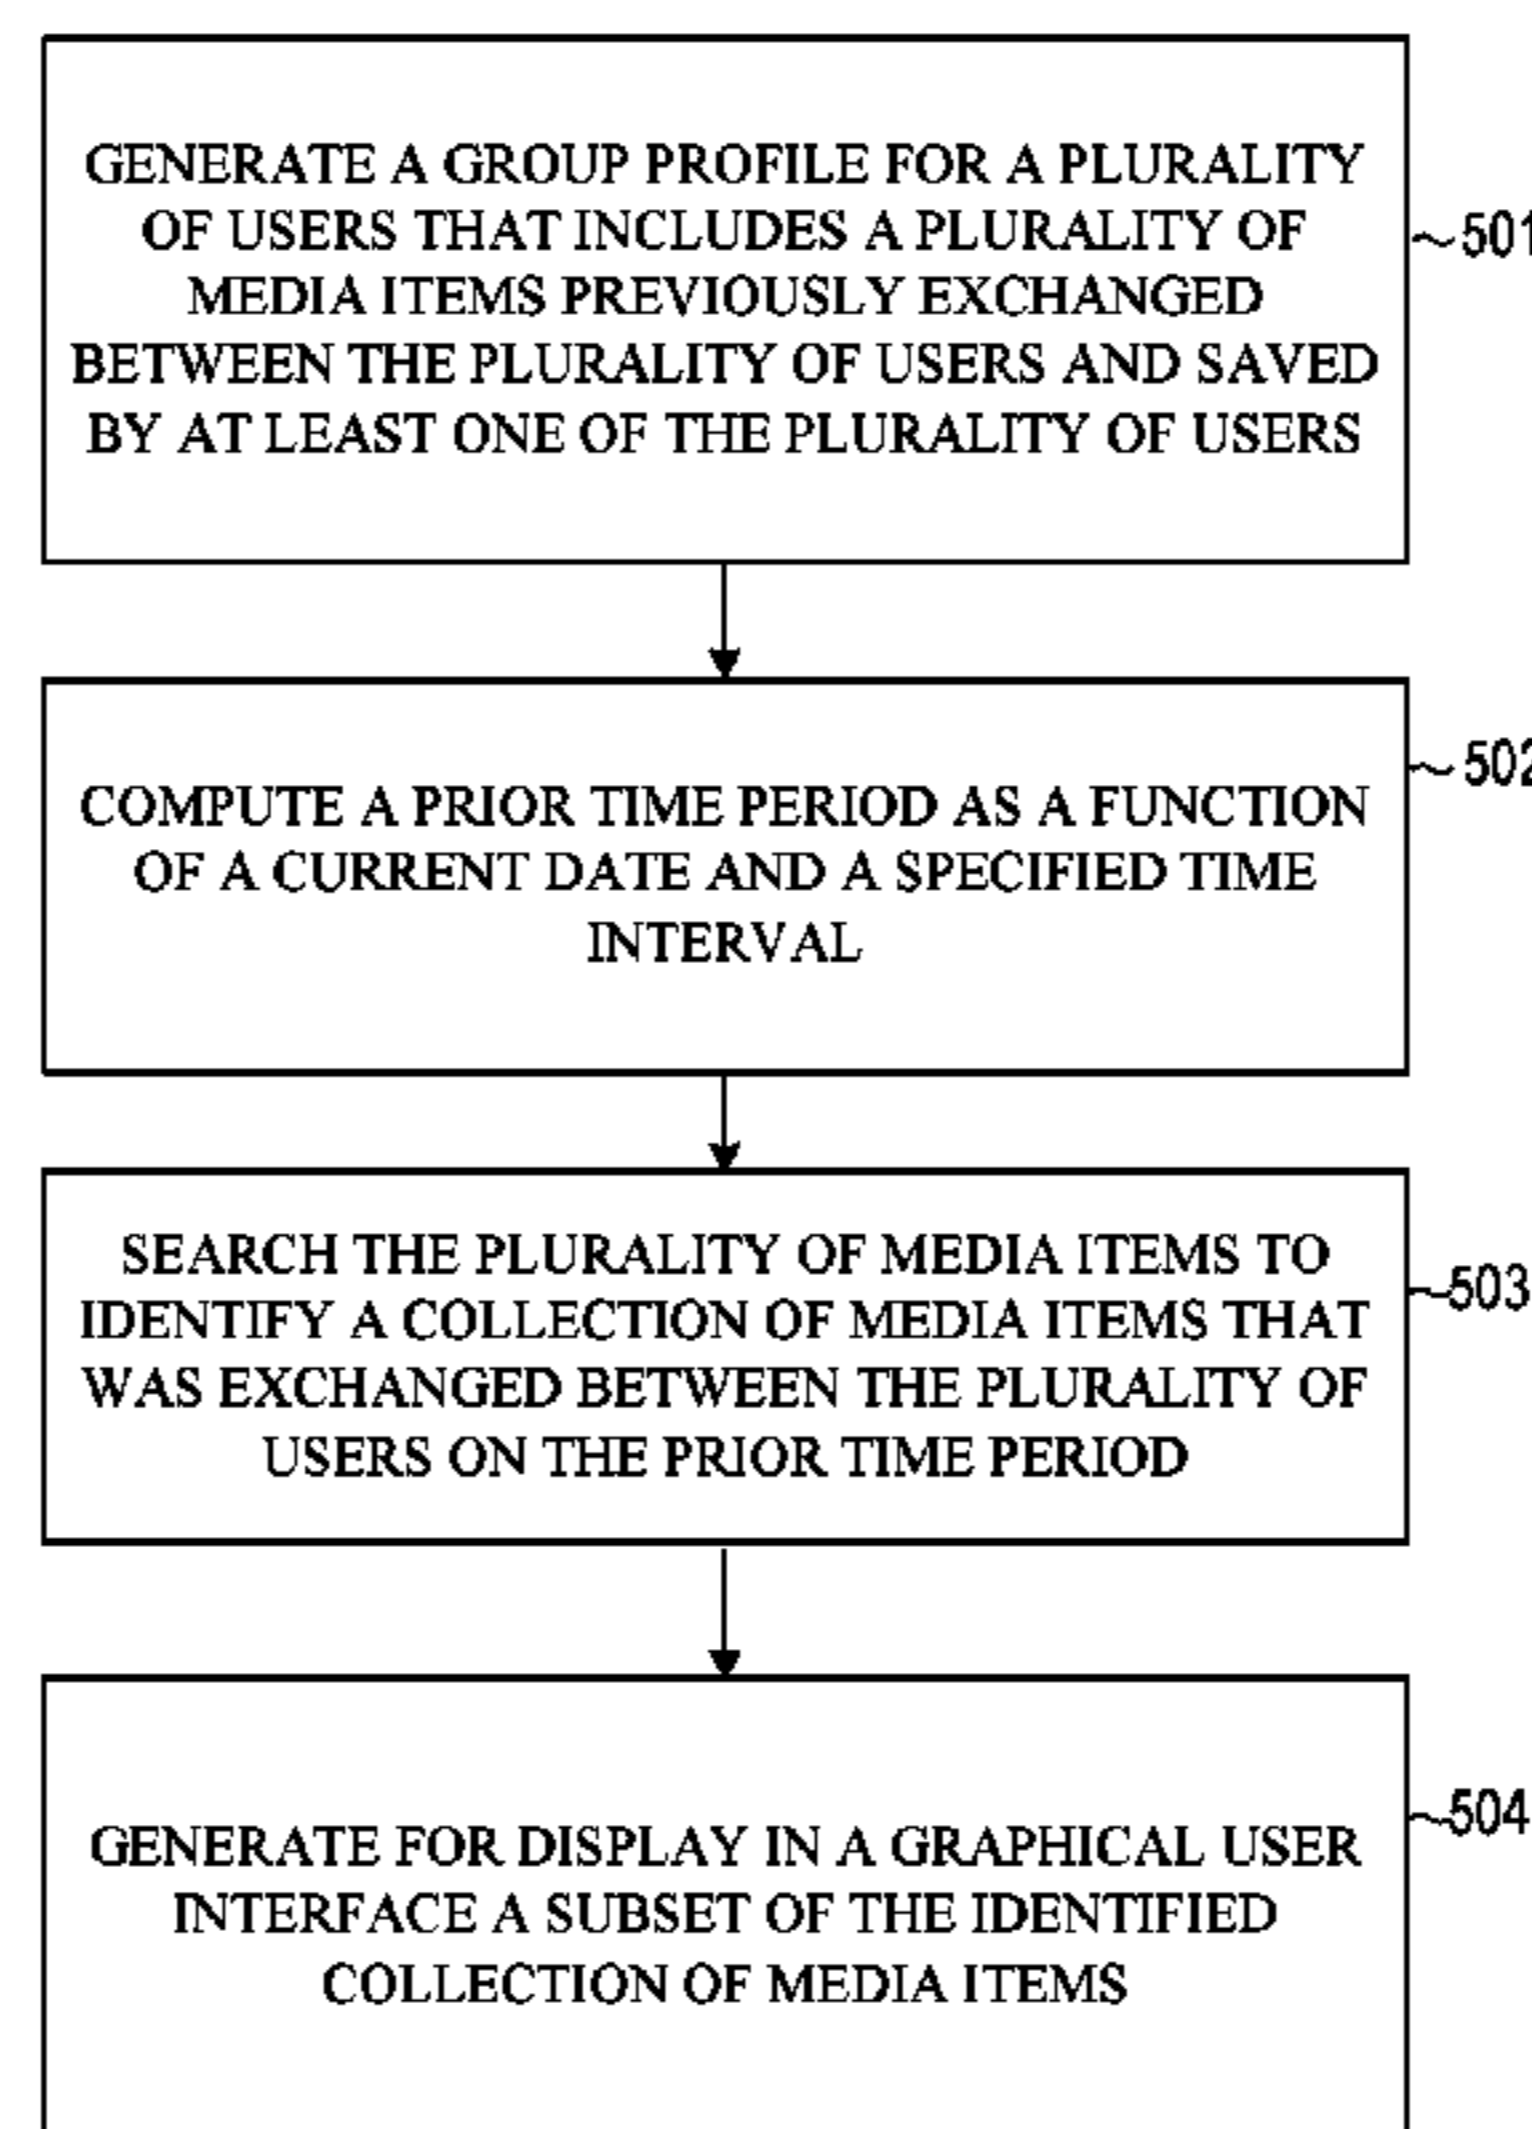 GENERATE A GROUP PROFILE FOR A PLURALITY
OF USERS THAT INCLUDES A PLURALITY OF
MEDIA ITEMS PREVIOUSLY EXCHANGED
BETWEEN THE PLURALITY OF USERS AND SAVED
BY AT LEAST ONE OF THE PLURALITY OF USERS
501
COMPUTE A PRIOR TIME PERIOD AS A FUNCTION
OF A CURRENT DATE AND A SPECIFIED TIME
INTERVAL
502
SEARCH THE PLURALITY OF MEDIA ITEMS TO
IDENTIFY A COLLECTION OF MEDIA ITEMS THAT
WAS EXCHANGED BETWEEN THE PLURALITY OF
USERS ON THE PRIOR TIME PERIOD
503
GENERATE FOR DISPLAY IN A GRAPHICAL USER
INTERFACE A SUBSET OF THE IDENTIFIED
COLLECTION OF MEDIA ITEMS
504